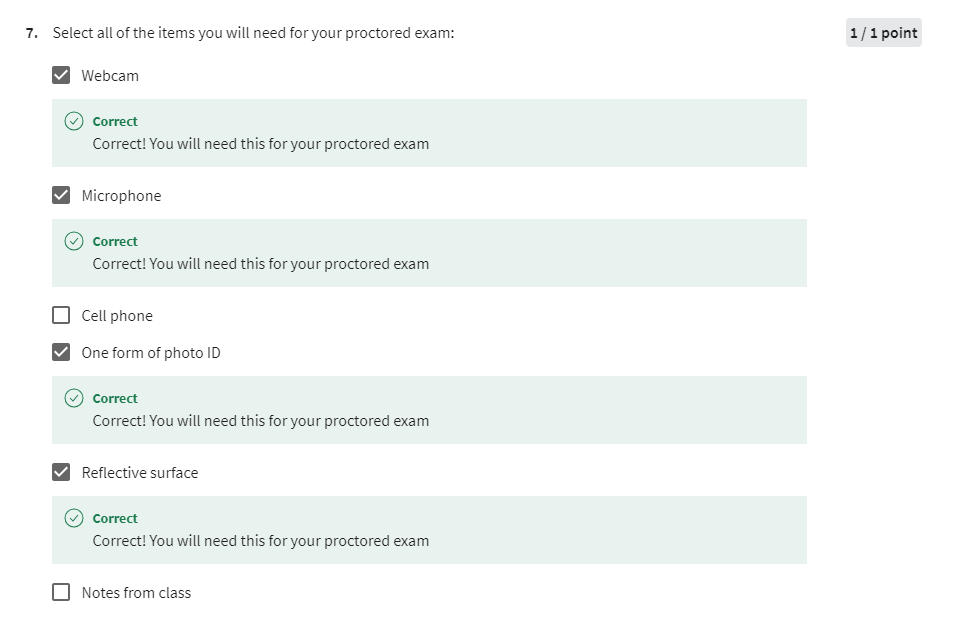 7. Select all of the items you will need for your proctored exam:
1 / 1 point
Webcam
Correct
Correct! You will need this for your proctored exam
Microphone
Correct
Correct! You will need this for your proctored exam
Cell phone
One form of photo ID
Correct
Correct! You will need this for your proctored exam
Reflective surface
Correct
Correct! You will need this for your proctored exam
Notes from class